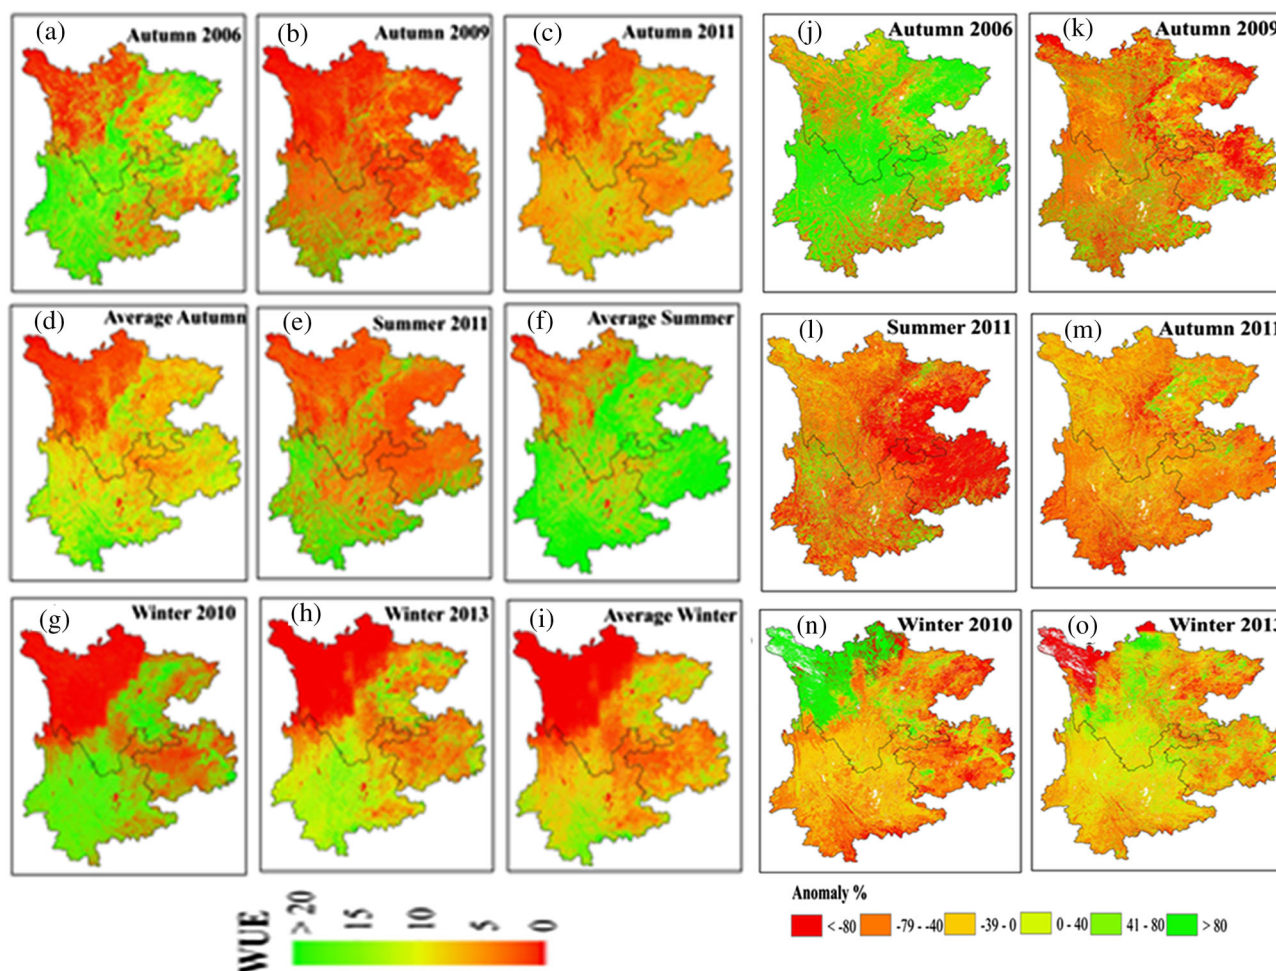 (a) Autumn 2006
(b) Autumn 2009
(c) Autumn 2011
(j) Autumn 2006
(k) Autumn 2009
(d) Average Autumn
(e) Summer 2011
(f) Average Summer
(l) Summer 2011
(m) Autumn 2011
(g) Winter 2010
(h) Winter 2013
(i) Average Winter
(n) Winter 2010
(o) Winter 2013
WUE
> 20 15 10 5 0
Anomaly %
< -80 -79 - -40 -39 - 0 0 - 40 41 - 80 > 80